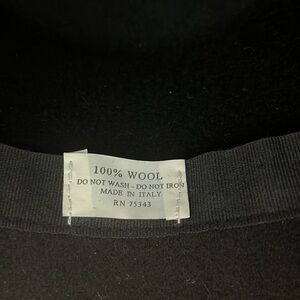 100% WOOL
DO NOT WASH - DO NOT IRON
MADE IN ITALY
RN 75343